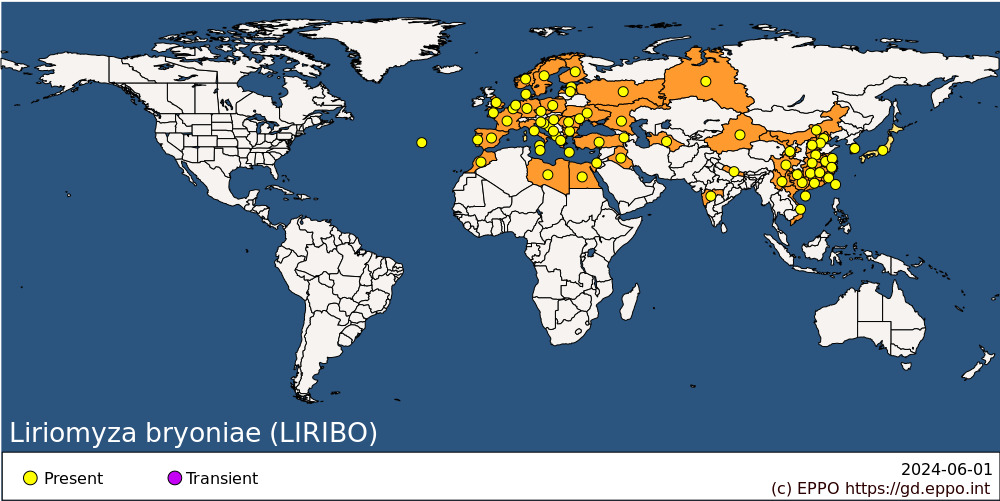 Liriomyza bryoniae (LIRIBO)
Present
Transient
2024-06-01
(c) EPPO https://gd.eppo.int